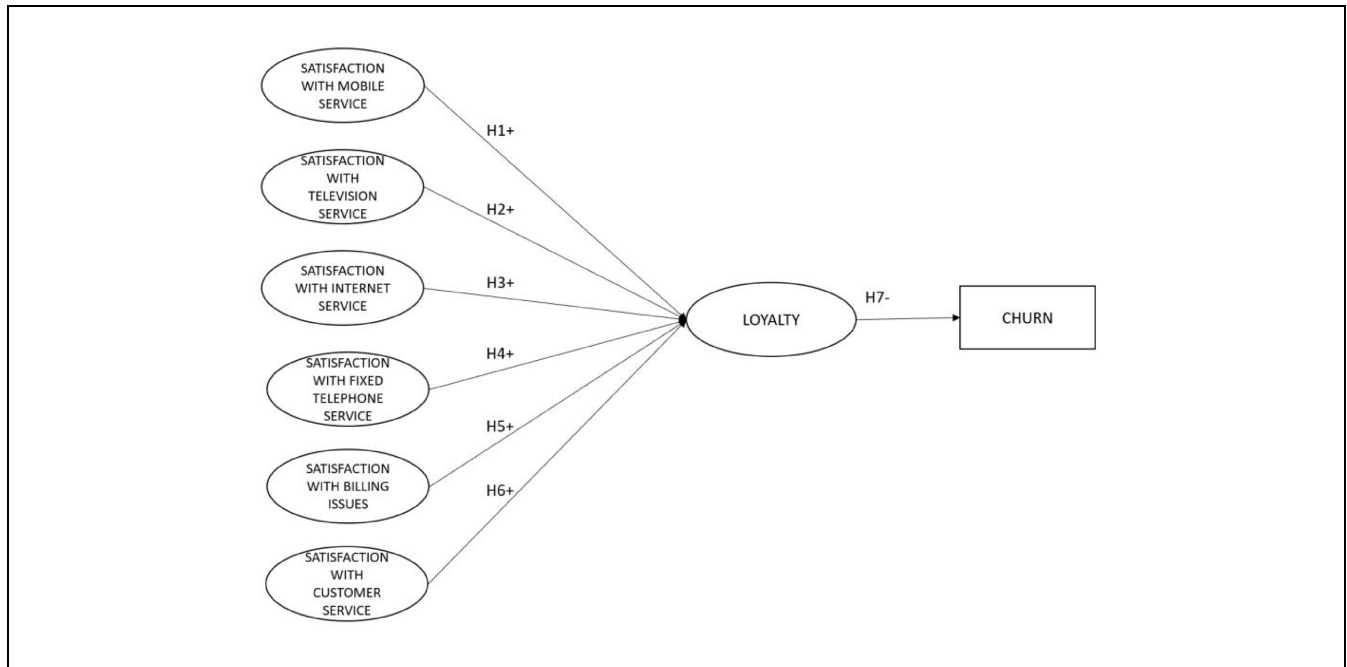 SATISFACTION
WITH MOBILE
SERVICE
H1+
SATISFACTION
WITH
TELEVISION
SERVICE
H2+
SATISFACTION
WITH INTERNET
SERVICE
H3+
SATISFACTION
WITH FIXED
TELEPHONE
SERVICE
H4+
SATISFACTION
WITH BILLING
ISSUES
H5+
SATISFACTION
WITH
CUSTOMER
SERVICE
H6+
LOYALTY
H7-
CHURN